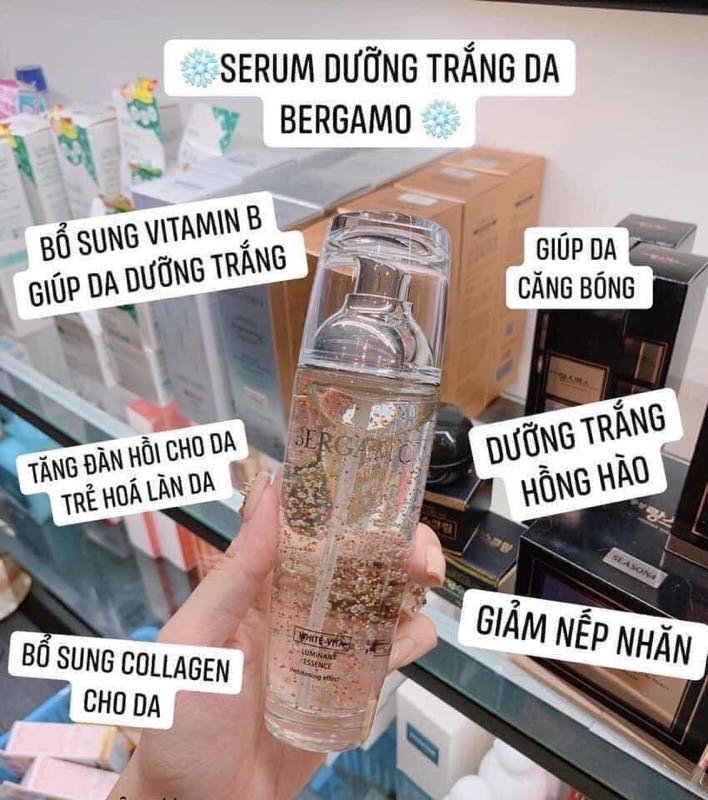 ❄️SERUM DƯỠNG TRẮNG DA
BERGAMO ❄️
BỔ SUNG VITAMIN B
GIÚP DA DƯỠNG TRẮNG
GIÚP DA
CĂNG BÓNG
TĂNG ĐÀN HỒI CHO DA
TRẺ HOÁ LÀN DA
DƯỠNG TRẮNG
HỒNG HÀO
BERGAMO
WHITE VITA
LUMINANT
ESSENCE
whitening effect
SEASON4
BỔ SUNG COLLAGEN
CHO DA
GIẢM NẾP NHĂN